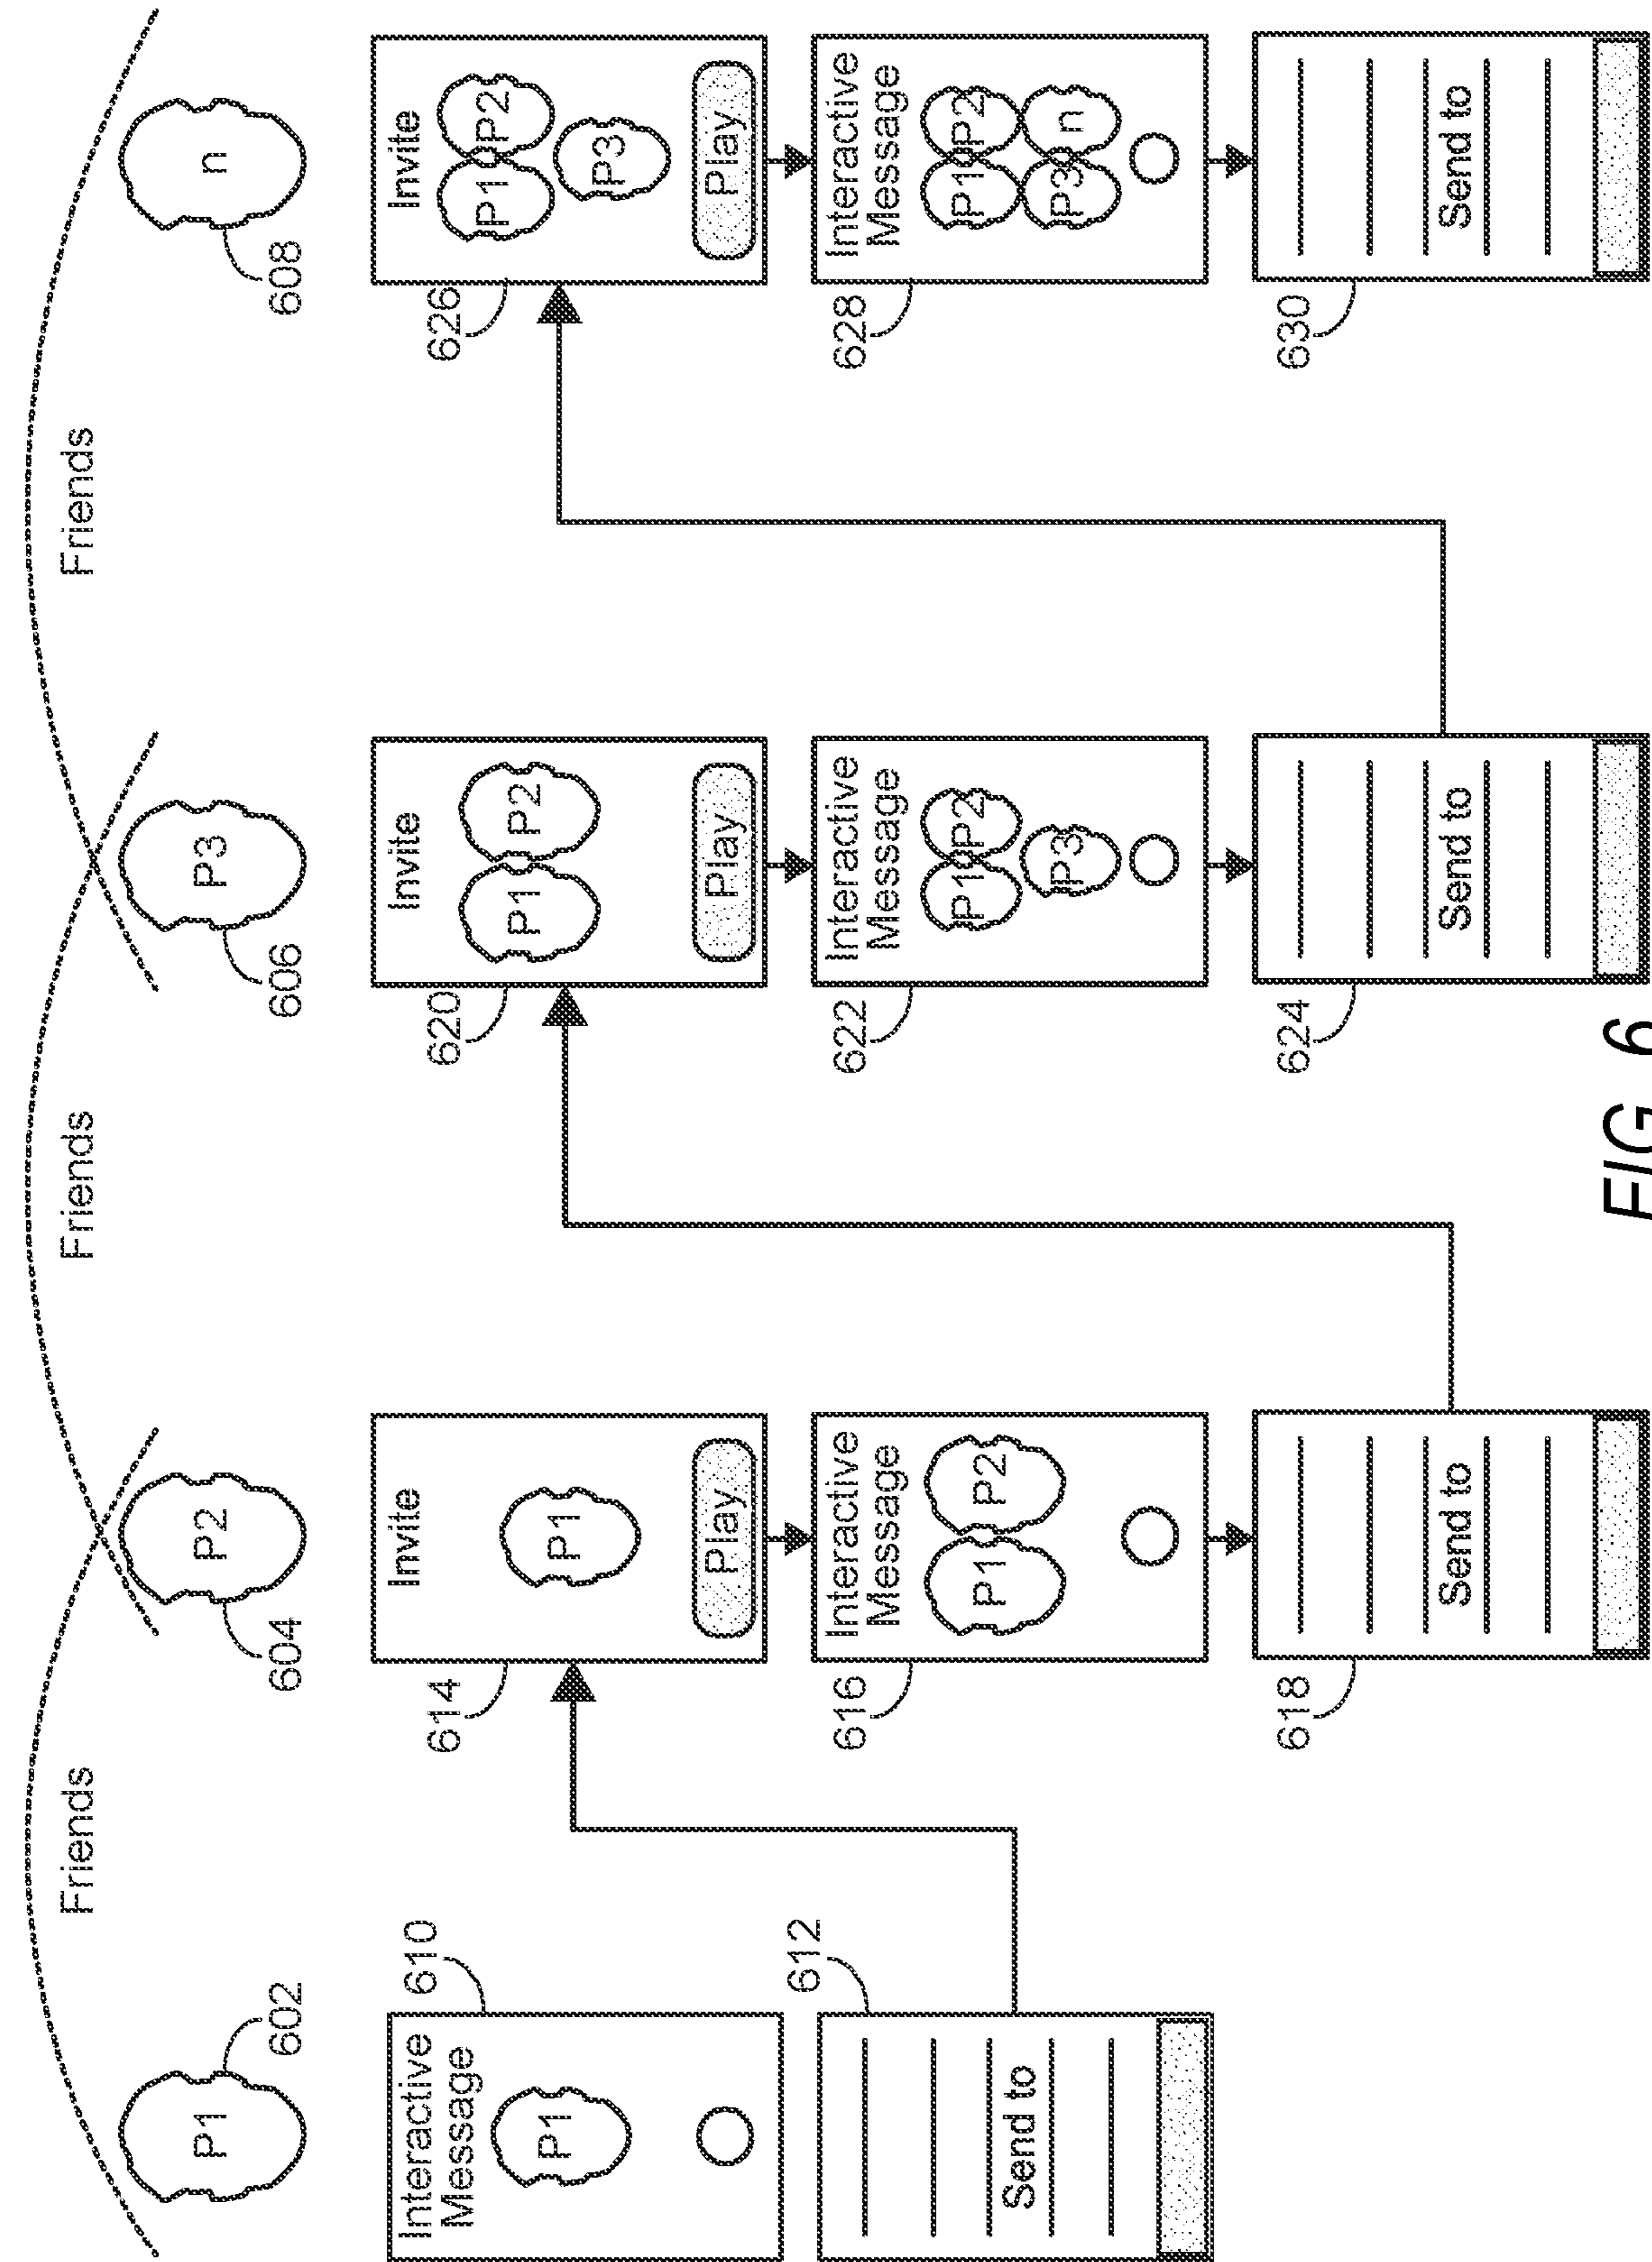 Friends
Friends
Friends
P1
602
P2
604
P3
606
n
608
610
Interactive
Message
P1
612
Send to
614
Invite
P1
Play
616
Interactive
Message
P1 P2
618
Send to
620
Invite
P1 P2
Play
622
Interactive
Message
P1 P2
P3
624
Send to
626
Invite
P1 P2
P3
Play
628
Interactive
Message
P1 P2
P3 n
630
Send to
FIG. 6